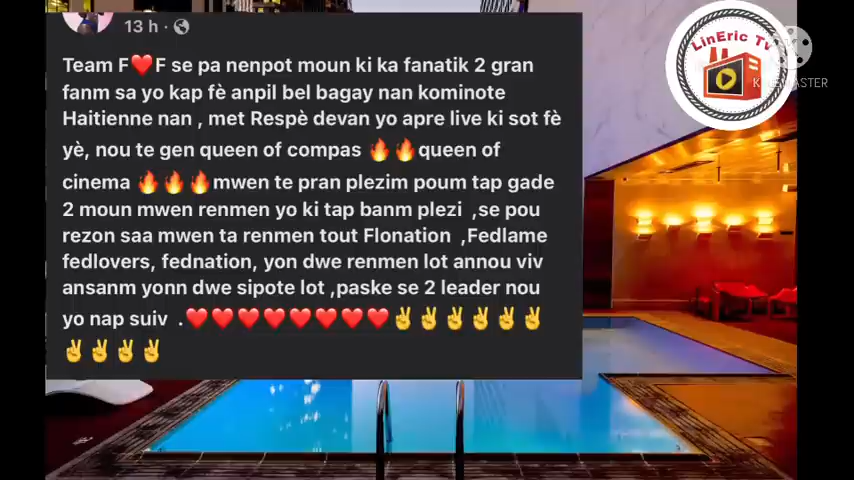 13 h ·
Team F❤️F se pa nenpot moun ki ka fanatik 2 gran
fanm sa yo kap fè anpil bel bagay nan kominote
Haitienne nan , met Respè devan yo apre live ki sot fè
yè, nou te gen queen of compas 🔥🔥queen of
cinema 🔥🔥🔥mwen te pran plezim poum tap gade
2 moun mwen renmen yo ki tap banm plezi ,se pou
rezon saa mwen ta renmen tout Flonation ,Fedlame
fedlovers, fednation, yon dwe renmen lot annou viv
ansanm yonn dwe sipote lot ,paske se 2 leader nou
yo nap suiv .❤️❤️❤️❤️❤️❤️❤️❤️✌️✌️✌️✌️✌️✌️
✌️✌️✌️✌️
LinEric Tv